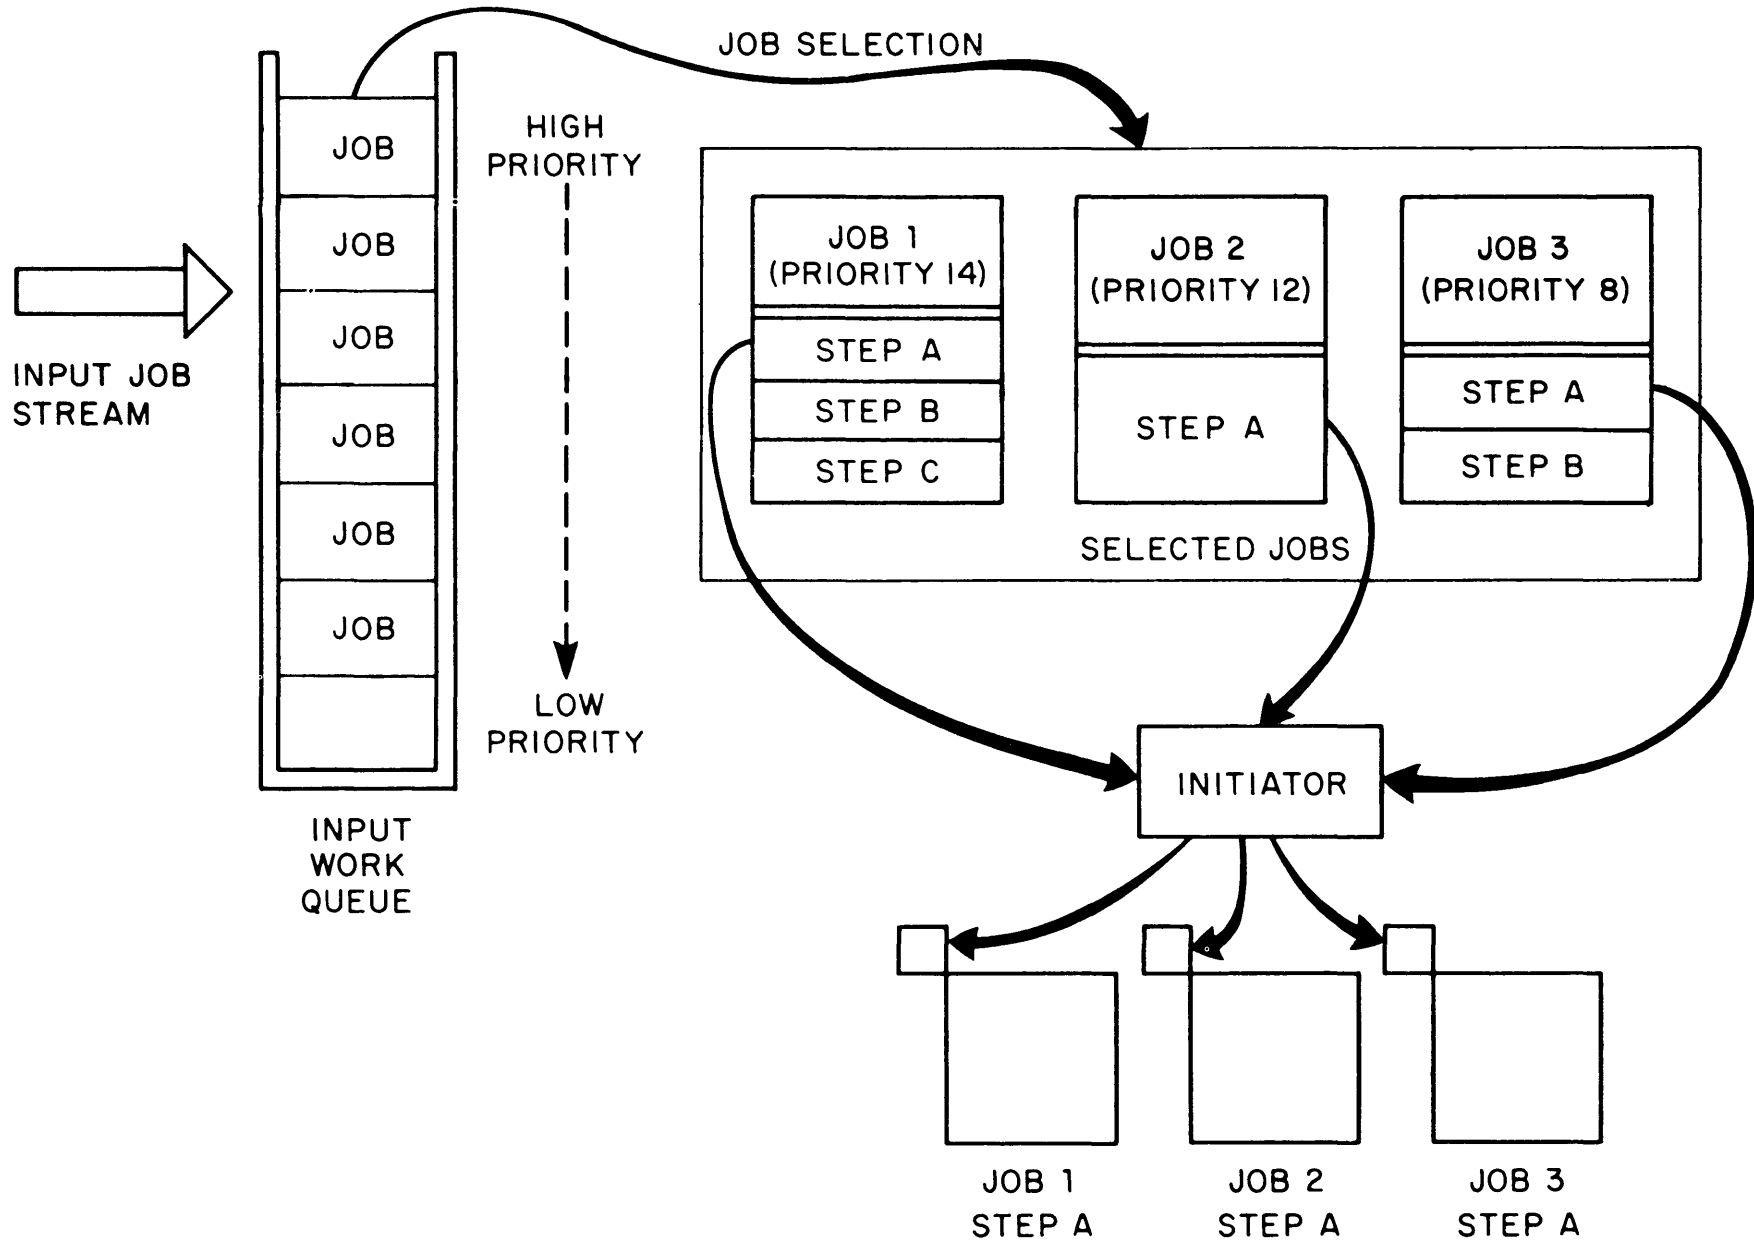 JOB SELECTION
JOB
JOB
JOB
JOB
JOB
JOB
HIGH
PRIORITY
LOW
PRIORITY
INPUT JOB
STREAM
INPUT
WORK
QUEUE
JOB 1
(PRIORITY 14)
STEP A
STEP B
STEP C
JOB 2
(PRIORITY 12)
STEP A
JOB 3
(PRIORITY 8)
STEP A
STEP B
SELECTED JOBS
INITIATOR
JOB 1
STEP A
JOB 2
STEP A
JOB 3
STEP A